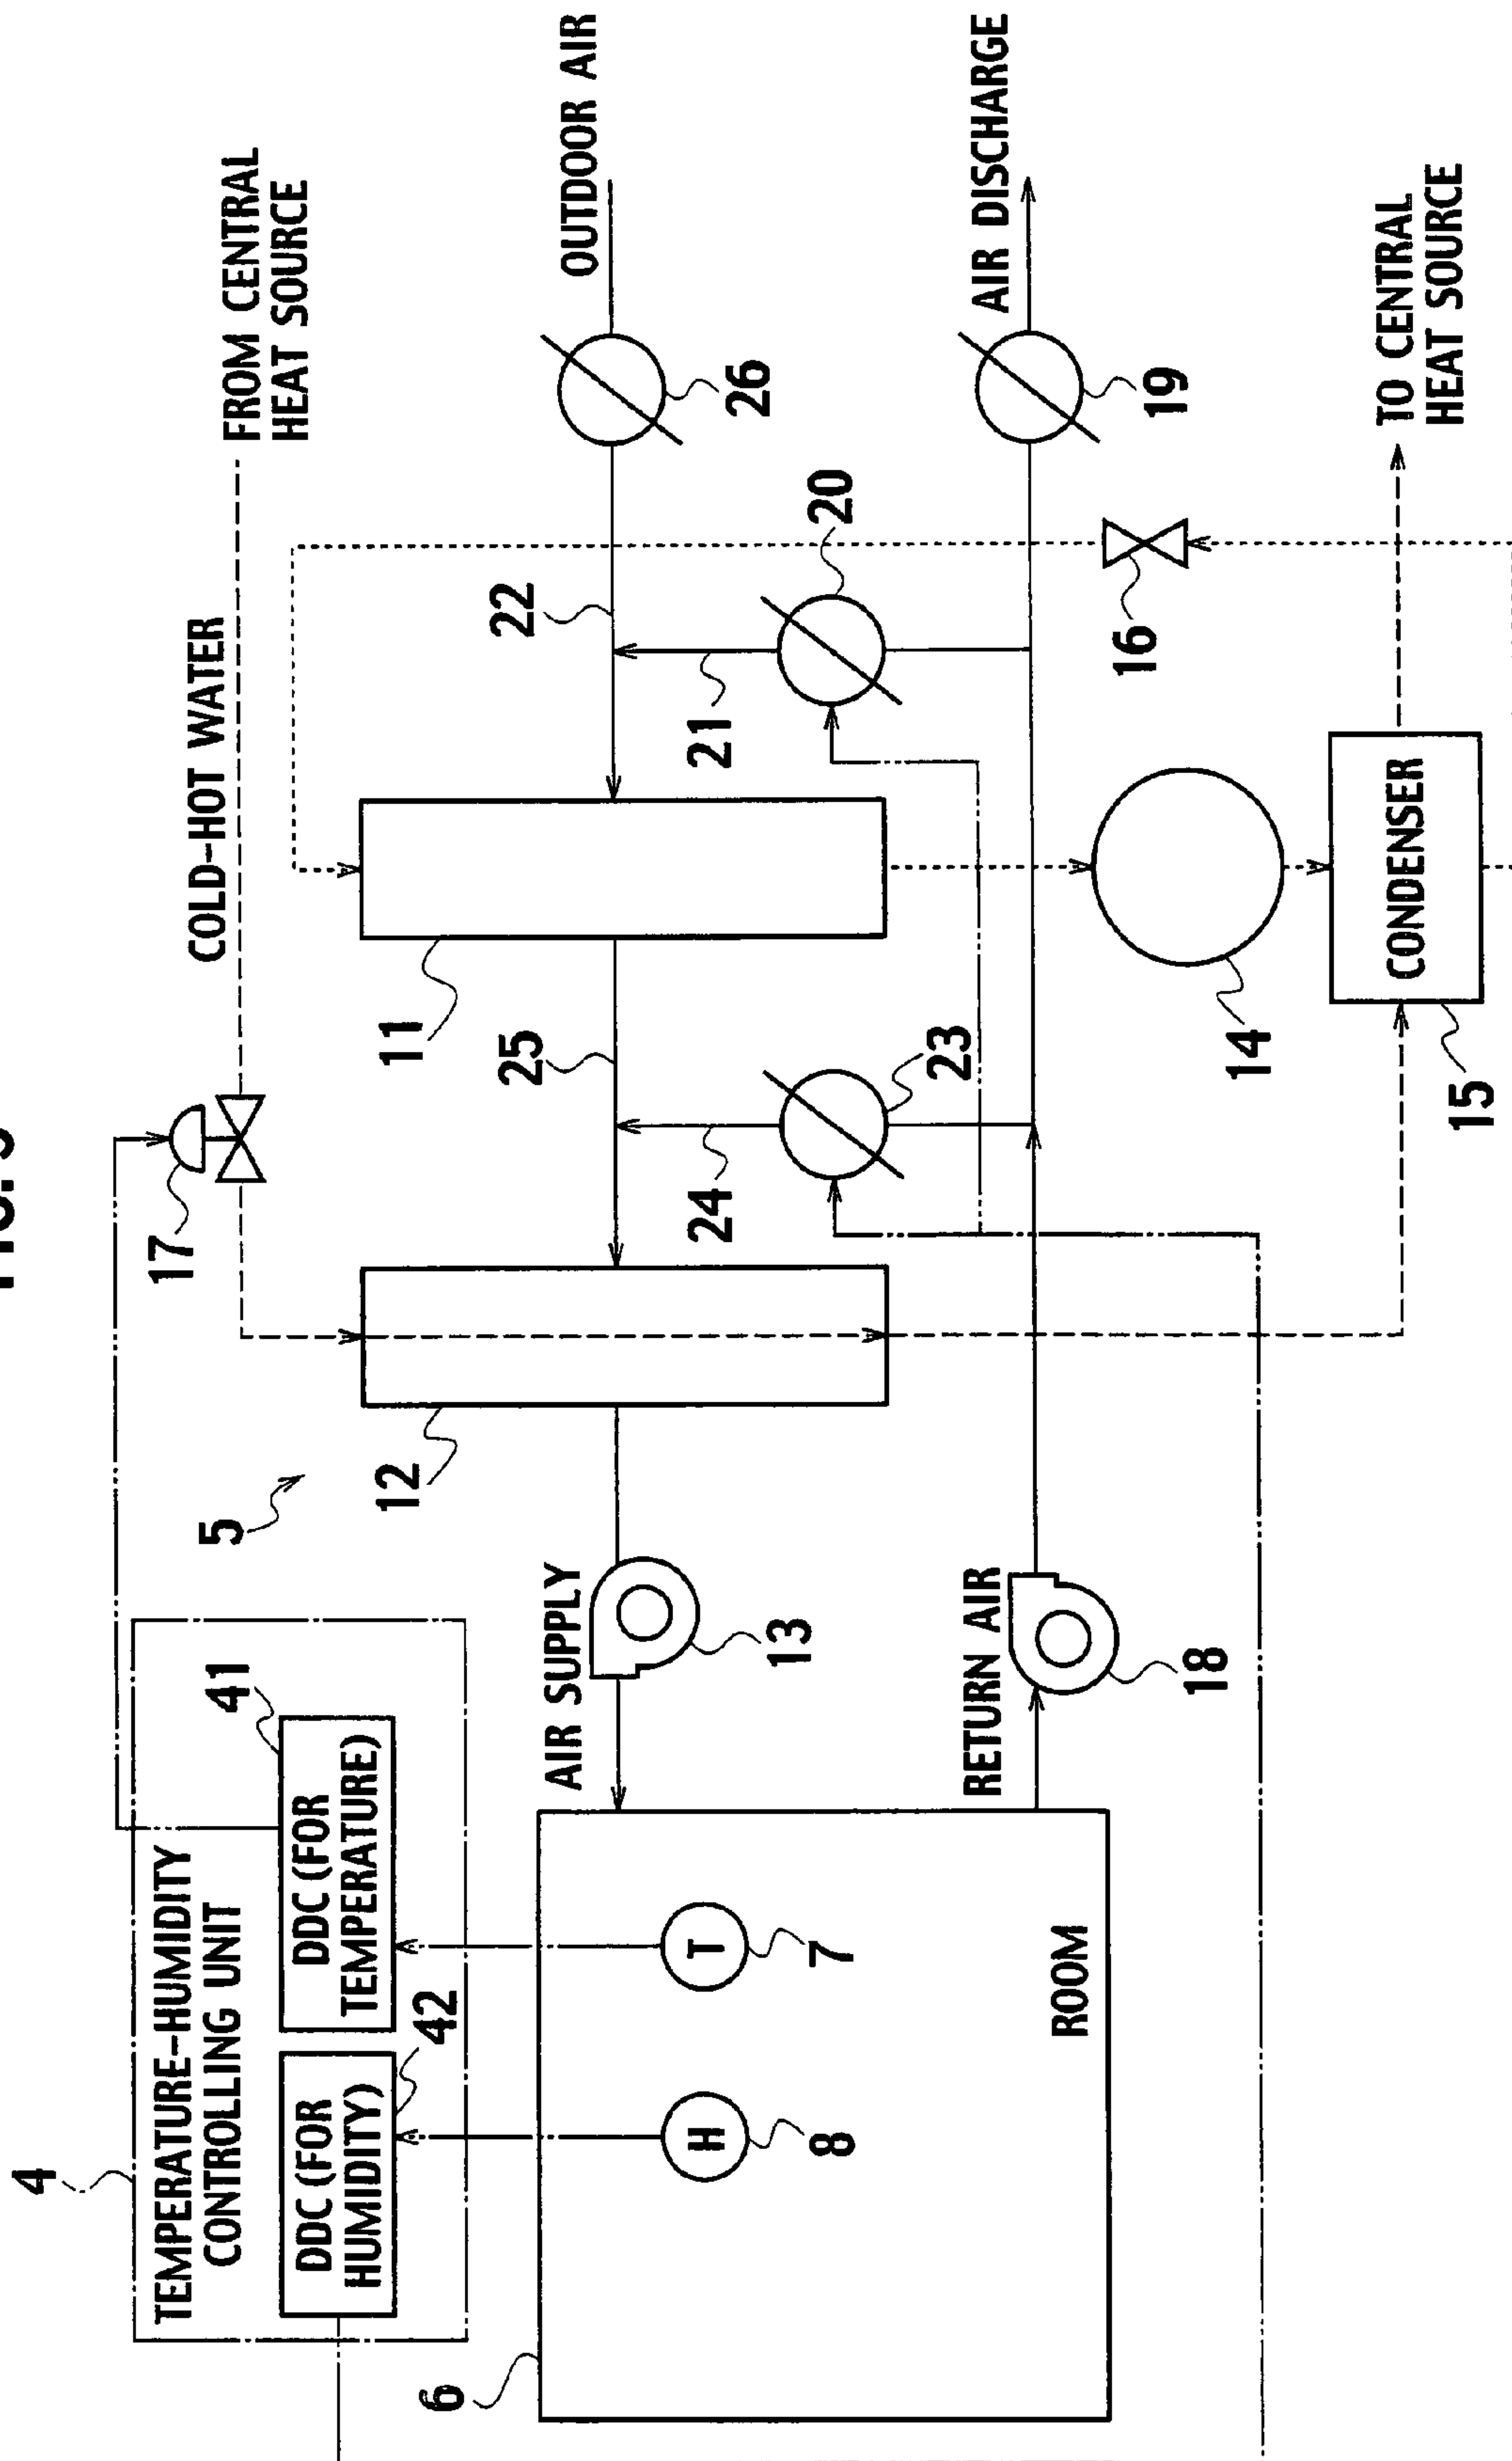 4
TEMPERATURE-HUMIDITY
CONTROLLING UNIT
DDC (FOR
HUMIDITY)
42
DDC (FOR
TEMPERATURE)
41
5
17
COLD-HOT WATER
FROM CENTRAL
HEAT SOURCE
6
H
8
T
7
ROOM
AIR SUPPLY
13
12
11
25
24
23
22
21
20
OUTDOOR AIR
26
RETURN AIR
18
AIR DISCHARGE
19
16
14
CONDENSER
15
TO CENTRAL
HEAT SOURCE